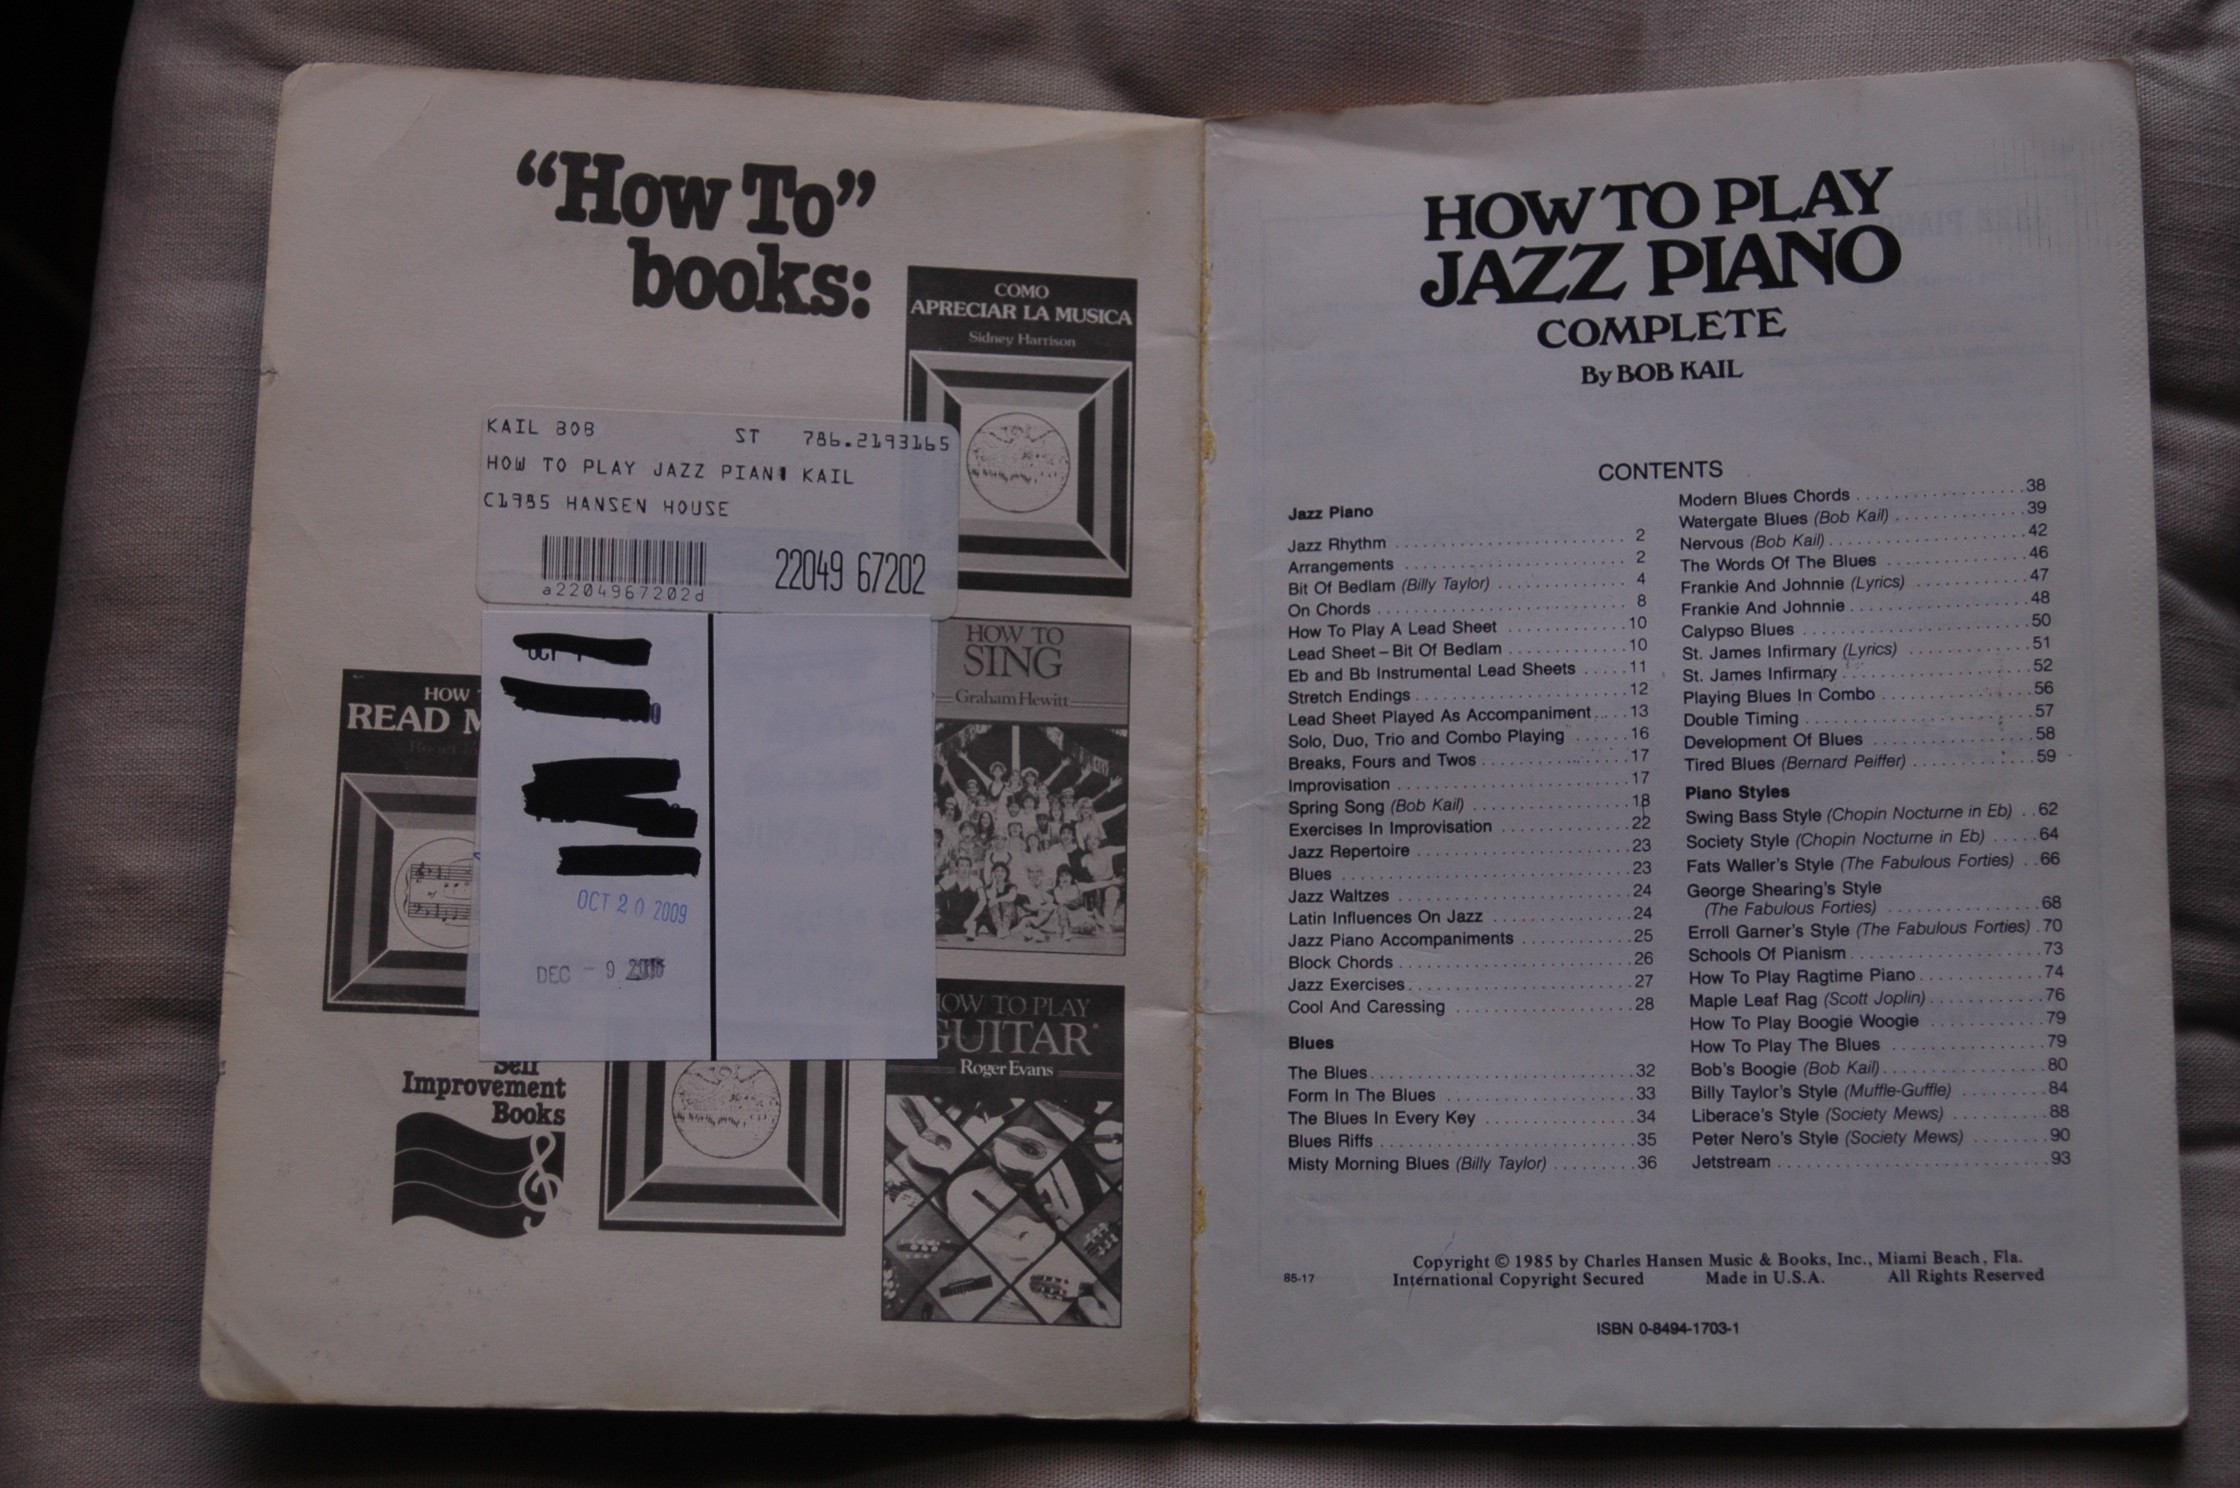 “How To”
books:
COMO
APRECIAR LA MUSICA
Sidney Harrison
KAIL BOB ST 786.2193165
HOW TO PLAY JAZZ PIAN KAIL
C1985 HANSEN HOUSE
22049 67202
a2204967202d
HOW TO
SING
Graham Hewitt
HOW
READ M
OCT
OCT 20 2009
DEC - 9
HOW TO PLAY
GUITAR
Roger Evans
Self
Improvement
Books
HOW TO PLAY
JAZZ PIANO
COMPLETE
By BOB KAIL
CONTENTS
Jazz Piano
Jazz Rhythm 2
Arrangements 2
Bit Of Bedlam (Billy Taylor) 4
On Chords 8
How To Play A Lead Sheet 10
Lead Sheet – Bit Of Bedlam 10
Eb and Bb Instrumental Lead Sheets 11
Stretch Endings 12
Lead Sheet Played As Accompaniment 13
Solo, Duo, Trio and Combo Playing 16
Breaks, Fours and Twos 17
Improvisation 17
Spring Song (Bob Kail) 18
Exercises In Improvisation 22
Jazz Repertoire 23
Blues 23
Jazz Waltzes 24
Latin Influences On Jazz 24
Jazz Piano Accompaniments 25
Block Chords 26
Jazz Exercises 27
Cool And Caressing 28
Blues
The Blues 32
Form In The Blues 33
The Blues In Every Key 34
Blues Riffs 35
Misty Morning Blues (Billy Taylor) 36
Modern Blues Chords 38
Watergate Blues (Bob Kail) 39
Nervous (Bob Kail) 42
The Words Of The Blues 46
Frankie And Johnnie (Lyrics) 47
Frankie And Johnnie 48
Calypso Blues 50
St. James Infirmary (Lyrics) 51
St. James Infirmary 52
Playing Blues In Combo 56
Double Timing 57
Development Of Blues 58
Tired Blues (Bernard Peiffer) 59
Piano Styles
Swing Bass Style (Chopin Nocturne in Eb) 62
Society Style (Chopin Nocturne in Eb) 64
Fats Waller's Style (The Fabulous Forties) 66
George Shearing's Style
(The Fabulous Forties) 68
Erroll Garner's Style (The Fabulous Forties) 70
Schools Of Pianism 73
How To Play Ragtime Piano 74
Maple Leaf Rag (Scott Joplin) 76
How To Play Boogie Woogie 79
How To Play The Blues 79
Bob's Boogie (Bob Kail) 80
Billy Taylor's Style (Muffle-Guffle) 84
Liberace's Style (Society Mews) 88
Peter Nero's Style (Society Mews) 90
Jetstream 93
Copyright © 1985 by Charles Hansen Music & Books, Inc., Miami Beach, Fla.
85-17 International Copyright Secured Made in U.S.A. All Rights Reserved
ISBN 0-8494-1703-1